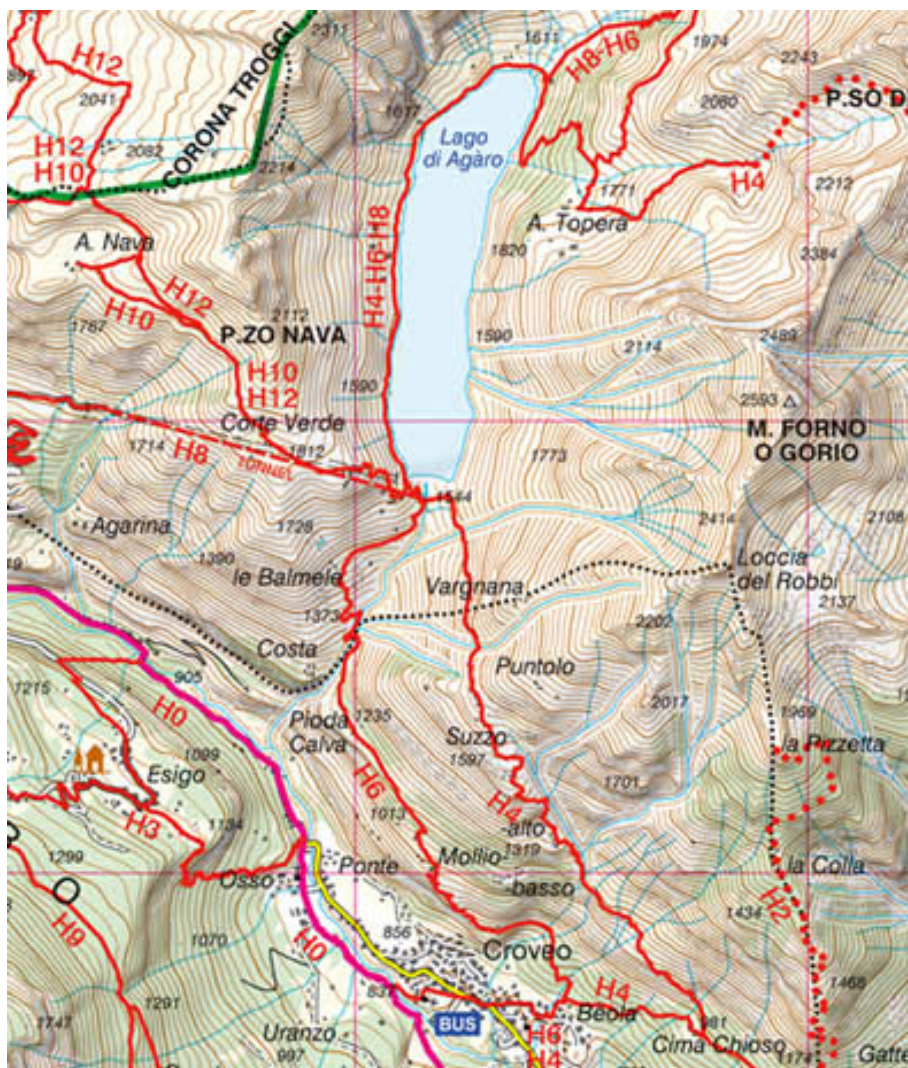 2311
1611
H12
H8-H6
1974
2243
2041
CORONA TROGGI
1617
2060
P.SO D
H12
2082
Lago
di Agàro
H10
2214
H4
1771
2212
A. Topera
A. Nava
1820
2384
H4-H6-H8
H12
H10
2112
1767
P.ZO NAVA
1590
2114
2489
H10
1590
H12
2593
Corte Verde
M. FORNO
O GORIO
1714
H8
TUNNEL
1812
1773
1544
Agarina
1728
2414
2108
1390
le Balmele
Vargnana
Loccia
del Robbi
1373
2137
2202
Costa
Puntolo
905
1215
H0
2017
Pioda
Calva
1235
1969
Suzzo
la Pizzetta
1099
Esigo
1597
1701
H6
H4
1013
H3
1134
-alto
1319
Mollio
-basso
1299
Ponte
la Colla
Osso
H2
1434
H9
H0
856
1070
Croveo
1468
H4
1291
831
Beola
BUS
1747
Uranzo
H6
981
997
H4
Cima Chioso
1174
Gatte